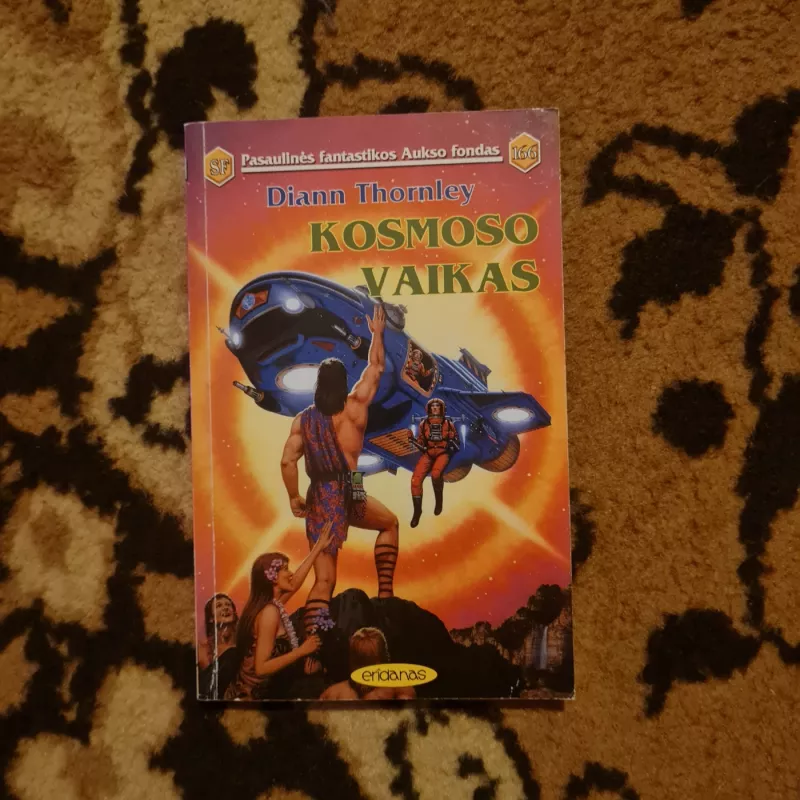 SF Pasaulinės fantastikos Aukso fondas 166
Diann Thornley
KOSMOSO
VAIKAS
eridanas